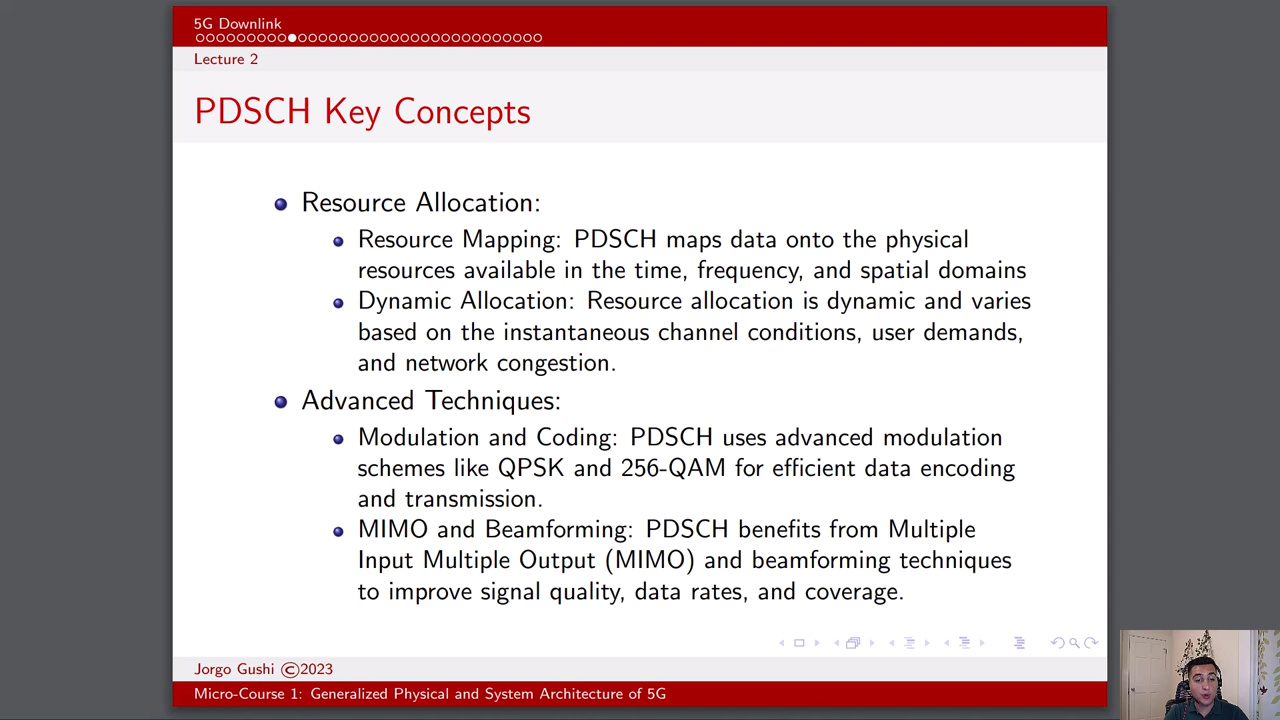 5G Downlink
Lecture 2
PDSCH Key Concepts
Resource Allocation:
Resource Mapping: PDSCH maps data onto the physical
resources available in the time, frequency, and spatial domains
Dynamic Allocation: Resource allocation is dynamic and varies
based on the instantaneous channel conditions, user demands,
and network congestion.
Advanced Techniques:
Modulation and Coding: PDSCH uses advanced modulation
schemes like QPSK and 256-QAM for efficient data encoding
and transmission.
MIMO and Beamforming: PDSCH benefits from Multiple
Input Multiple Output (MIMO) and beamforming techniques
to improve signal quality, data rates, and coverage.
Jorgo Gushi ©2023
Micro-Course 1: Generalized Physical and System Architecture of 5G